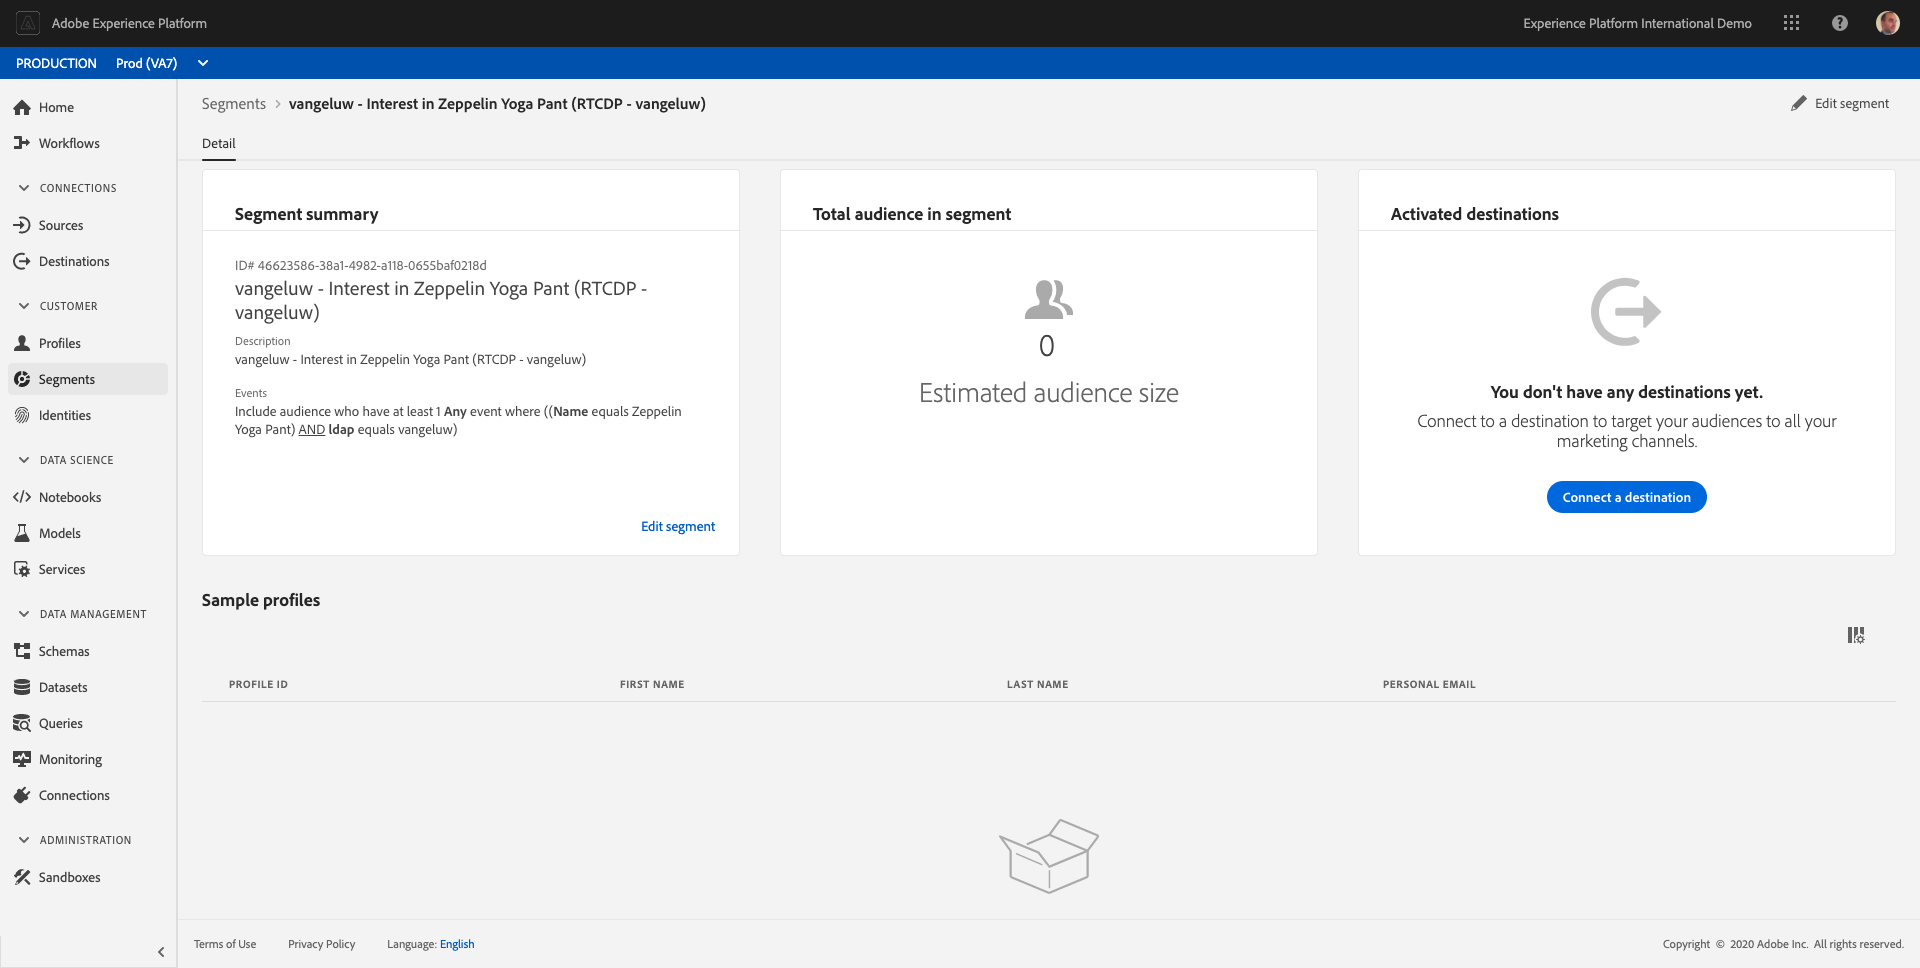 Adobe Experience Platform
Experience Platform International Demo
PRODUCTION Prod (VA7)
Home
Workflows
CONNECTIONS
Sources
Destinations
CUSTOMER
Profiles
Segments
Identities
DATA SCIENCE
Notebooks
Models
Services
DATA MANAGEMENT
Schemas
Datasets
Queries
Monitoring
Connections
ADMINISTRATION
Sandboxes
Segments > vangeluw - Interest in Zeppelin Yoga Pant (RTCDP - vangeluw)
Edit segment
Detail
Segment summary
ID# 46623586-38a1-4982-a118-0655baf0218d
vangeluw - Interest in Zeppelin Yoga Pant (RTCDP -
vangeluw)
Description
vangeluw - Interest in Zeppelin Yoga Pant (RTCDP - vangeluw)
Events
Include audience who have at least 1 Any event where ((Name equals Zeppelin
Yoga Pant) AND ldap equals vangeluw)
Edit segment
Total audience in segment
0
Estimated audience size
Activated destinations
You don't have any destinations yet.
Connect to a destination to target your audiences to all your
marketing channels.
Connect a destination
Sample profiles
PROFILE ID FIRST NAME LAST NAME PERSONAL EMAIL
Terms of Use Privacy Policy Language: English
Copyright © 2020 Adobe Inc. All rights reserved.